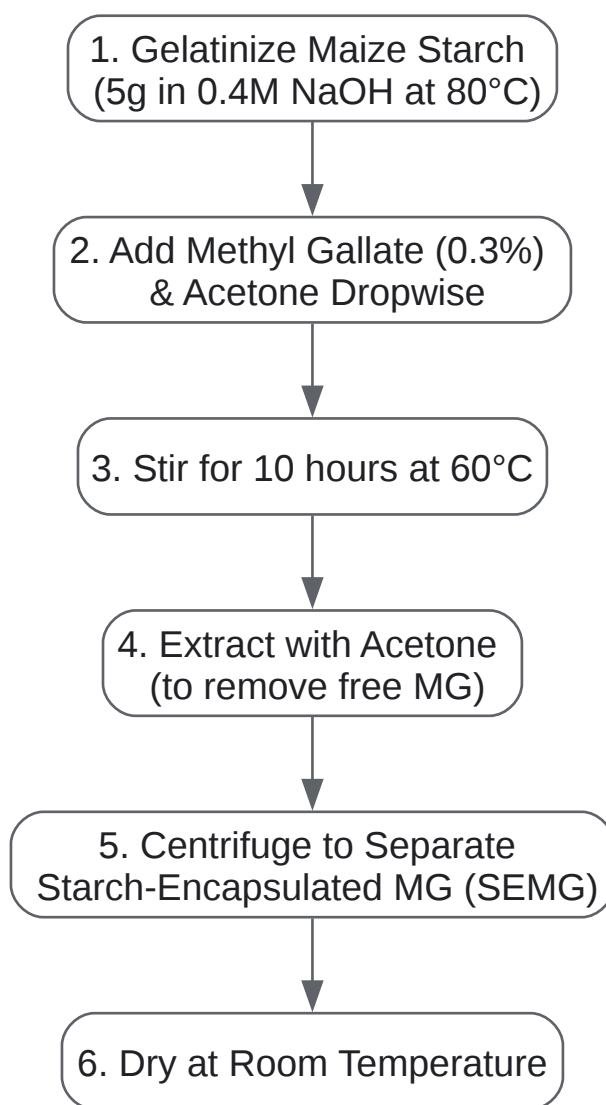 1. Gelatinize Maize Starch
(5g in 0.4M NaOH at 80°C)
2. Add Methyl Gallate (0.3%)
& Acetone Dropwise
3. Stir for 10 hours at 60°C
4. Extract with Acetone
(to remove free MG)
5. Centrifuge to Separate
Starch-Encapsulated MG (SEMG)
6. Dry at Room Temperature